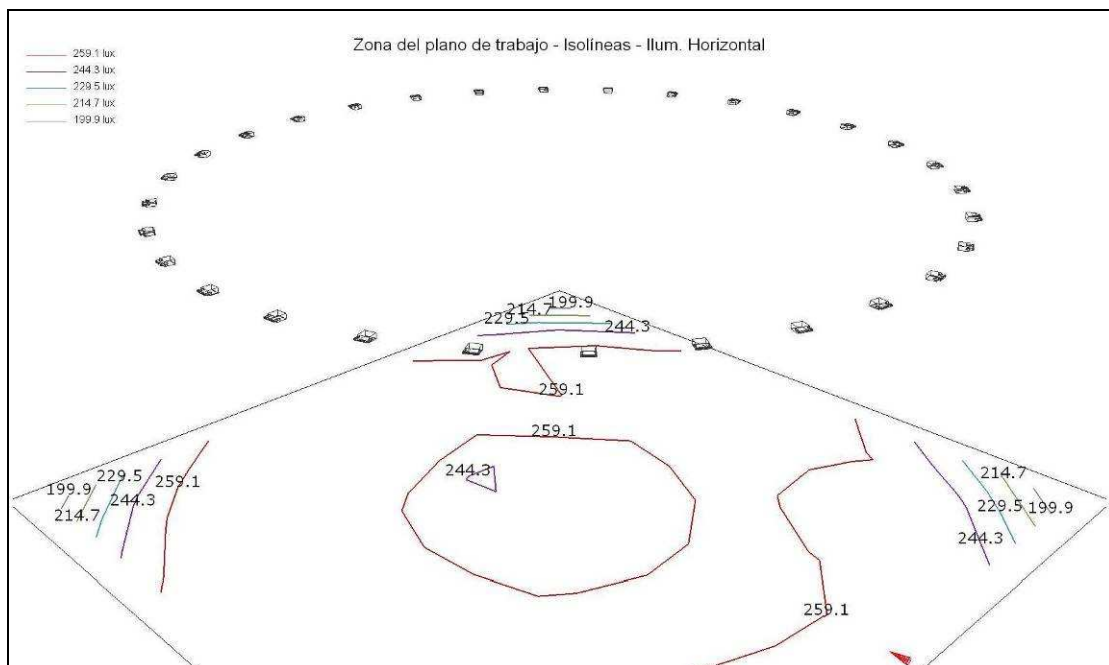 Zona del plano de trabajo - Isolíneas - Ilum. Horizontal
259.1 lux
244.3 lux
229.5 lux
214.7 lux
199.9 lux
199.9
214.7
229.5
244.3
259.1
259.1
244.3
229.5
199.9
259.1
244.3
214.7
214.7
229.5
199.9
244.3
259.1